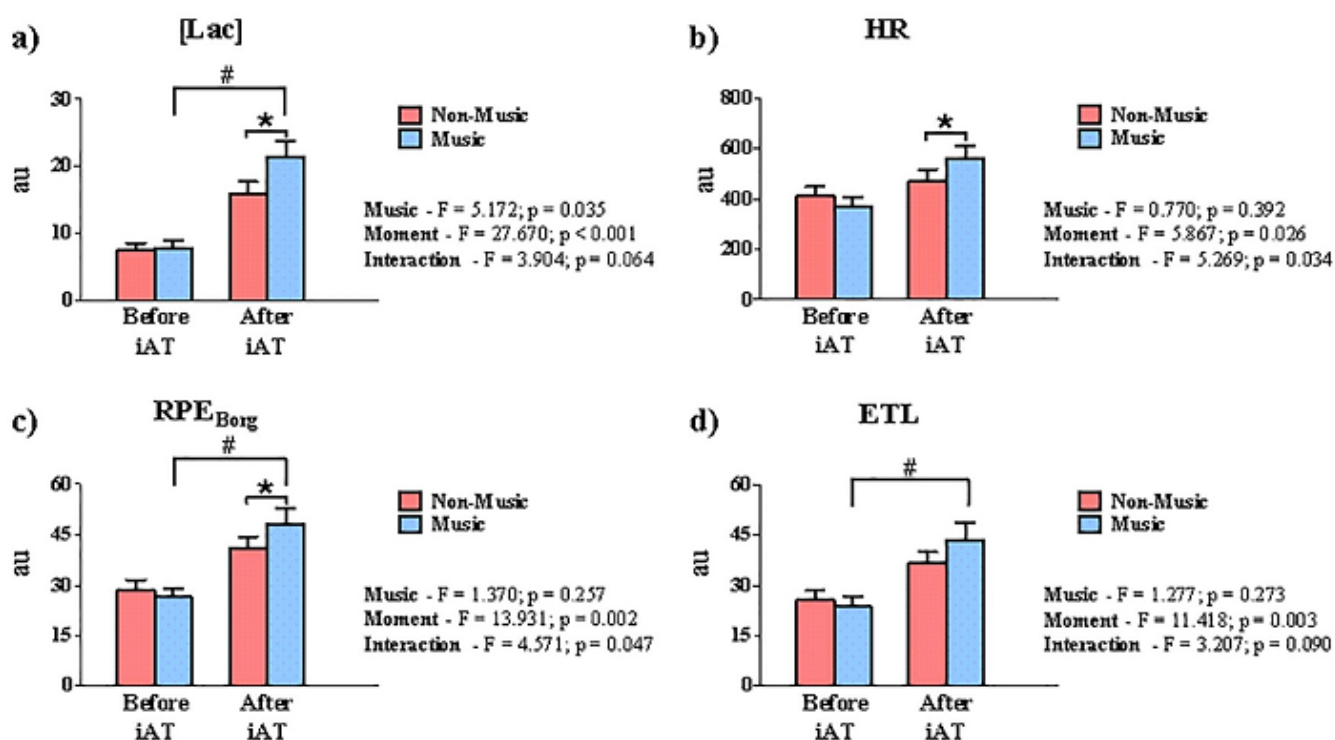 a) [Lac]
#
*
30
20
10
0
au
Before iAT
After iAT
Non-Music
Music
Music - F = 5.172; p = 0.035
Moment - F = 27.670; p < 0.001
Interaction - F = 3.904; p = 0.064
b) HR
*
800
600
400
200
0
au
Before iAT
After iAT
Non-Music
Music
Music - F = 0.770; p = 0.392
Moment - F = 5.867; p = 0.026
Interaction - F = 5.269; p = 0.034
c) RPE Borg
#
*
60
45
30
15
0
au
Before iAT
After iAT
Non-Music
Music
Music - F = 1.370; p = 0.257
Moment - F = 13.931; p = 0.002
Interaction - F = 4.571; p = 0.047
d) ETL
#
60
45
30
15
0
au
Before iAT
After iAT
Non-Music
Music
Music - F = 1.277; p = 0.273
Moment - F = 11.418; p = 0.003
Interaction - F = 3.207; p = 0.090